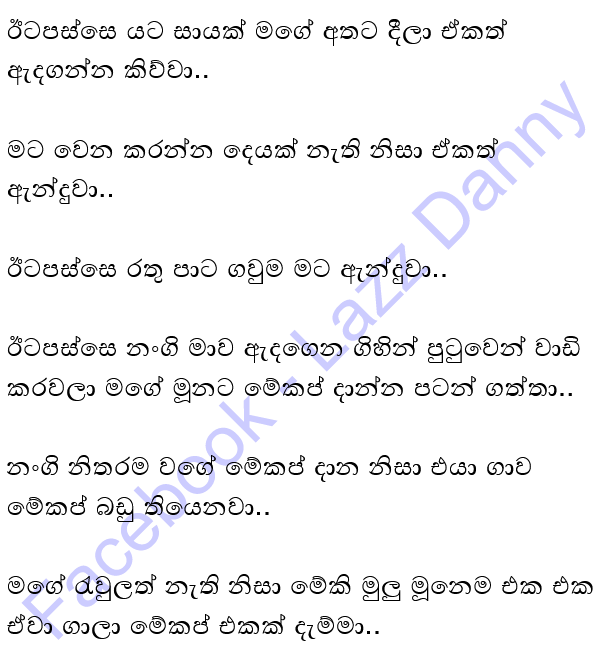 ඊටපස්සෙ යට සායක් මගේ අතට දීලා ඒකත්
ඇදගන්න කිව්වා..
මට වෙන කරන්න දෙයක් නැති නිසා ඒකත්
ඇන්දුවා..
ඊටපස්සෙ රතු පාට ගවුම මට ඇන්දුවා..
ඊටපස්සෙ නංගි මාව ඇදගෙන ගිහින් පුටුවෙන් වාඩි
කරවලා මගේ මූනට මේකප් දාන්න පටන් ගත්තා..
නංගි නිතරම වගේ මේකප් දාන නිසා එයා ගාව
මේකප් බඩු තියෙනවා..
මගේ රැවුලත් නැති නිසා මේකි මුලු මූනෙම එක එක
ඒවා ගාලා මේකප් එකක් දැම්මා..
Facebook - Lazz Danny